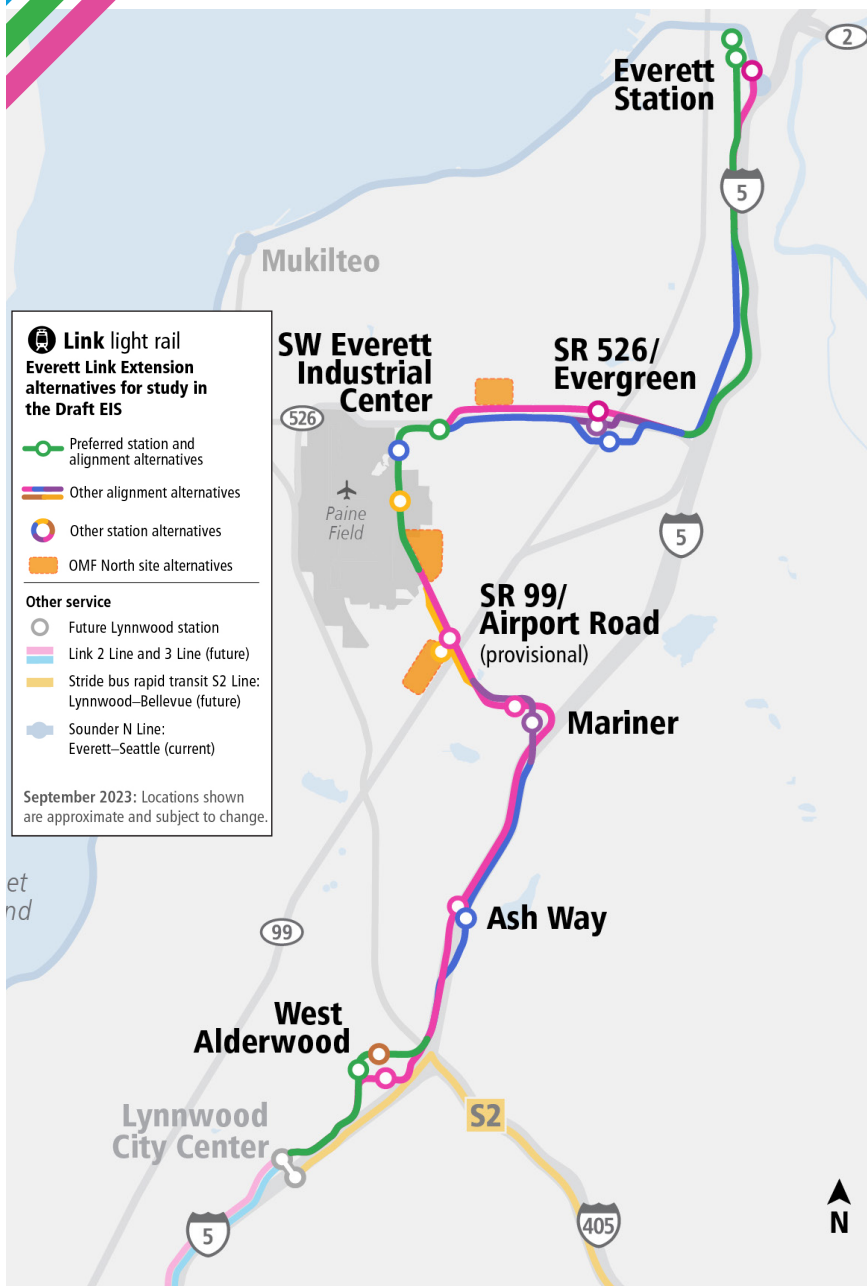 2
Everett
Station
5
Mukilteo
Link light rail
Everett Link Extension
alternatives for study in
the Draft EIS
Preferred station and
alignment alternatives
Other alignment alternatives
Other station alternatives
OMF North site alternatives
Other service
Future Lynnwood station
Link 2 Line and 3 Line (future)
Stride bus rapid transit S2 Line:
Lynnwood–Bellevue (future)
Sounder N Line:
Everett–Seattle (current)
September 2023: Locations shown
are approximate and subject to change.
SW Everett
Industrial
Center
SR 526/
Evergreen
526
Paine
Field
5
SR 99/
Airport Road
(provisional)
Mariner
et
nd
99
Ash Way
West
Alderwood
Lynnwood
City Center
S2
5
405
N